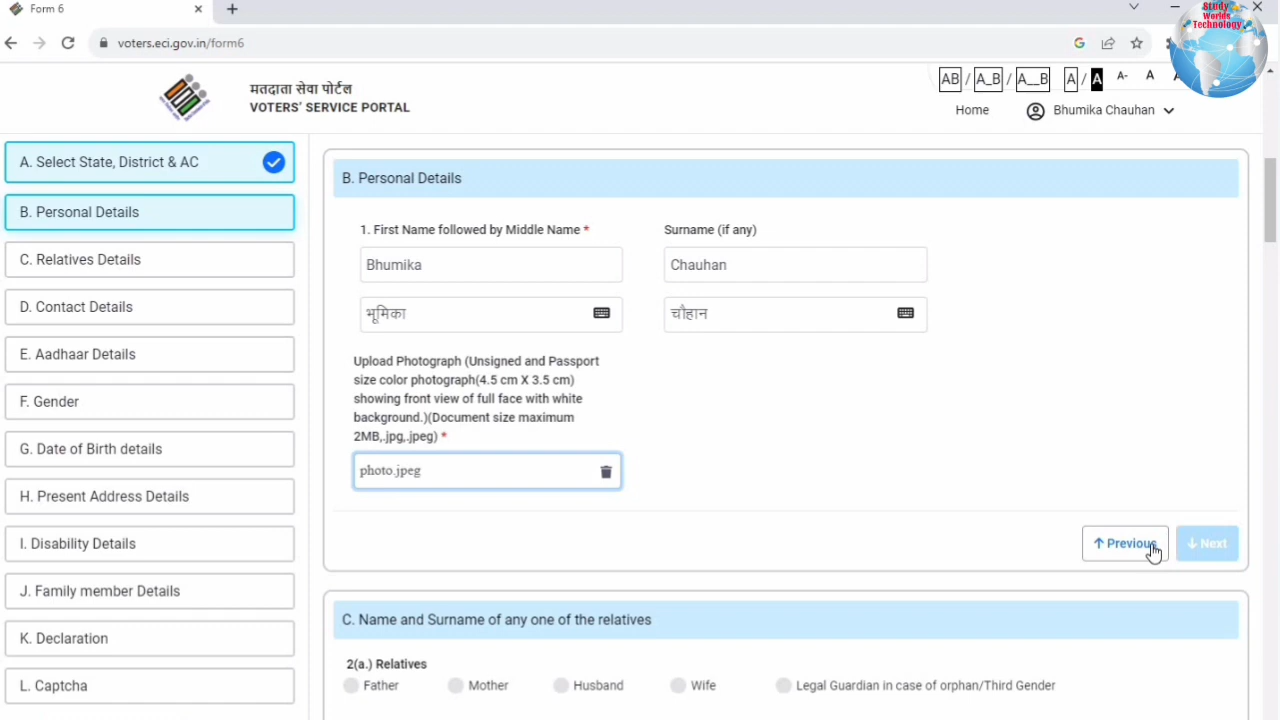 Form 6
voters.eci.gov.in/form6
Study
Worlds
Technology
मतदाता सेवा पोर्टल
VOTERS' SERVICE PORTAL
AB / A_B / A__B A / A A- A
Home Bhumika Chauhan
A. Select State, District & AC
B. Personal Details
C. Relatives Details
D. Contact Details
E. Aadhaar Details
F. Gender
G. Date of Birth details
H. Present Address Details
I. Disability Details
J. Family member Details
K. Declaration
L. Captcha
B. Personal Details
1. First Name followed by Middle Name * Surname (if any)
Bhumika Chauhan
भूमिका चौहान
Upload Photograph (Unsigned and Passport
size color photograph(4.5 cm X 3.5 cm)
showing front view of full face with white
background.)(Document size maximum
2MB,.jpg,.jpeg) *
photo.jpeg
Previous Next
C. Name and Surname of any one of the relatives
2(a.) Relatives
Father Mother Husband Wife Legal Guardian in case of orphan/Third Gender